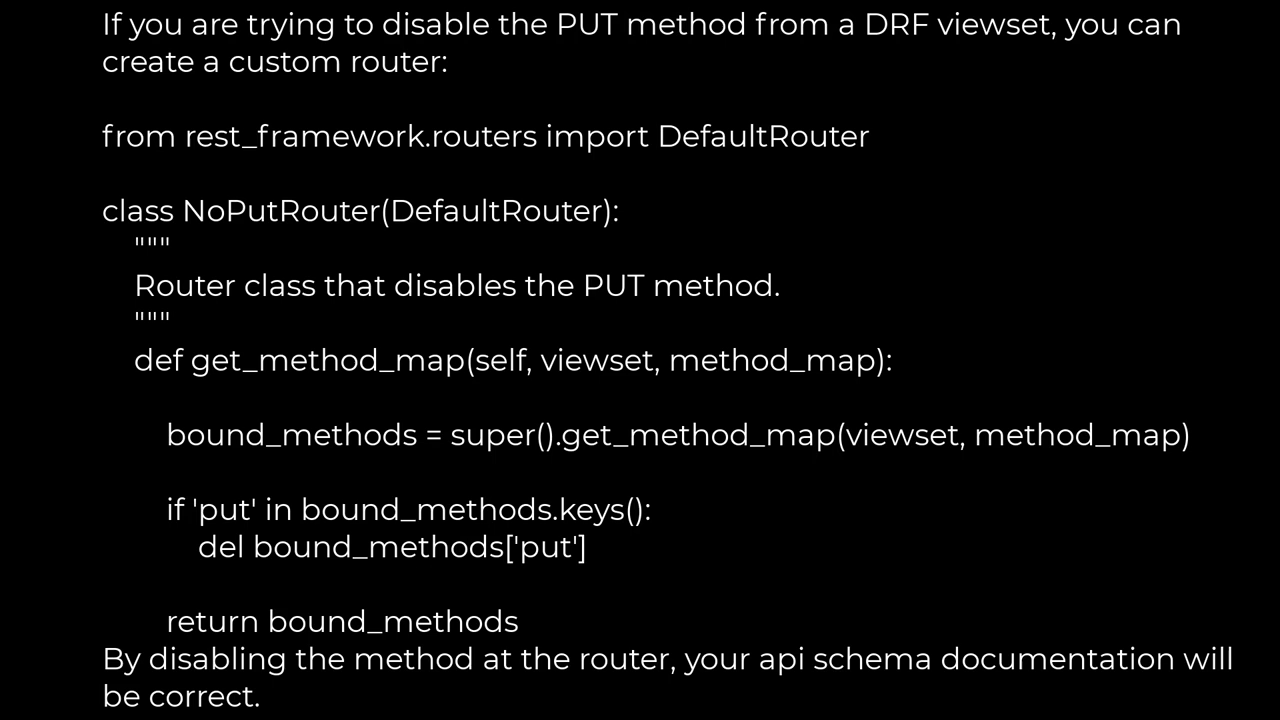 If you are trying to disable the PUT method from a DRF viewset, you can
create a custom router:
from rest_framework.routers import DefaultRouter
class NoPutRouter(DefaultRouter):
"""
Router class that disables the PUT method.
"""
def get_method_map(self, viewset, method_map):
bound_methods = super().get_method_map(viewset, method_map)
if 'put' in bound_methods.keys():
del bound_methods['put']
return bound_methods
By disabling the method at the router, your api schema documentation will
be correct.